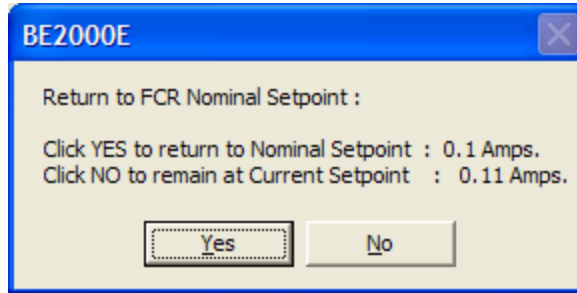 BE2000E
Return to FCR Nominal Setpoint :
Click YES to return to Nominal Setpoint : 0.1 Amps.
Click NO to remain at Current Setpoint : 0.11 Amps.
Yes
No